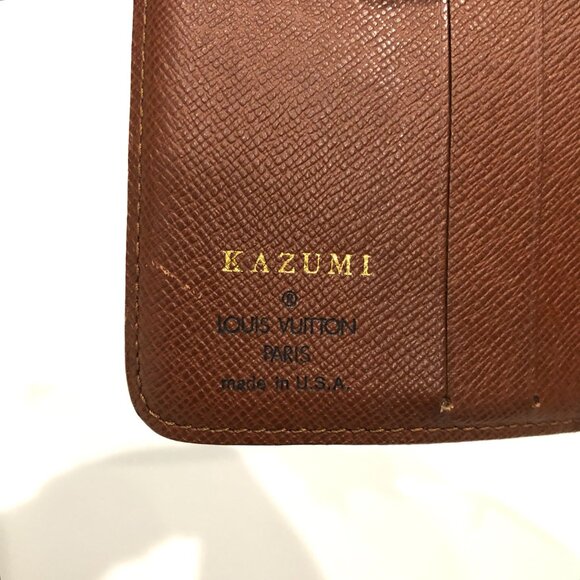 KAZUMI
®
LOUIS VUITTON
PARIS
made in U.S.A.